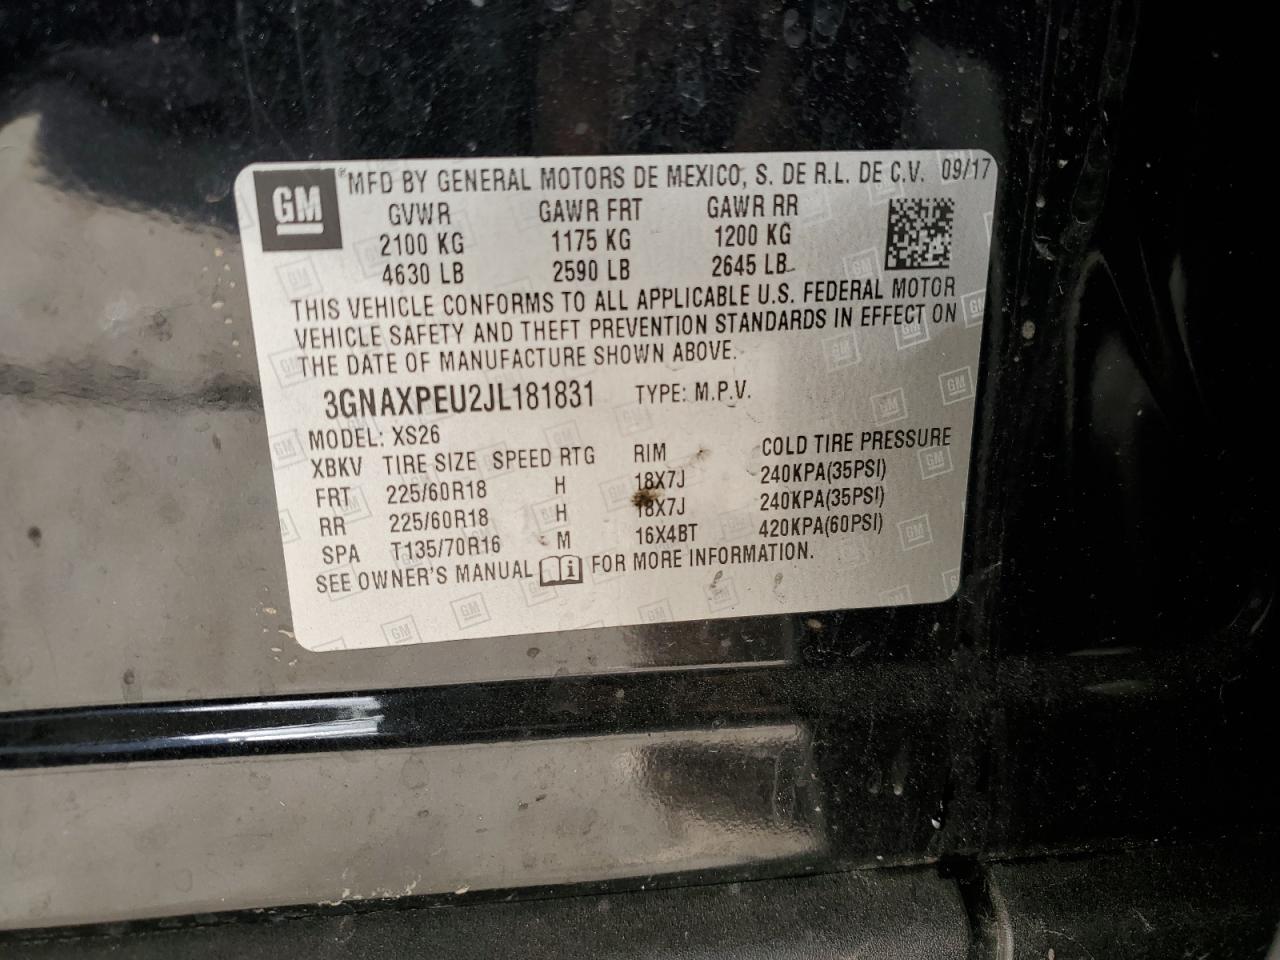 GM ® MFD BY GENERAL MOTORS DE MEXICO, S. DE R.L. DE C.V. 09/17
GVWR GAWR FRT GAWR RR
2100 KG 1175 KG 1200 KG
4630 LB 2590 LB 2645 LB
THIS VEHICLE CONFORMS TO ALL APPLICABLE U.S. FEDERAL MOTOR
VEHICLE SAFETY AND THEFT PREVENTION STANDARDS IN EFFECT ON
THE DATE OF MANUFACTURE SHOWN ABOVE.
3GNAXPEU2JL181831 TYPE: M.P.V.
MODEL: XS26
XBKV TIRE SIZE SPEED RTG RIM COLD TIRE PRESSURE
FRT 225/60R18 H 18X7J 240KPA(35PSI)
RR 225/60R18 H 18X7J 240KPA(35PSI)
SPA T135/70R16 M 16X4BT 420KPA(60PSI)
SEE OWNER'S MANUAL i FOR MORE INFORMATION.